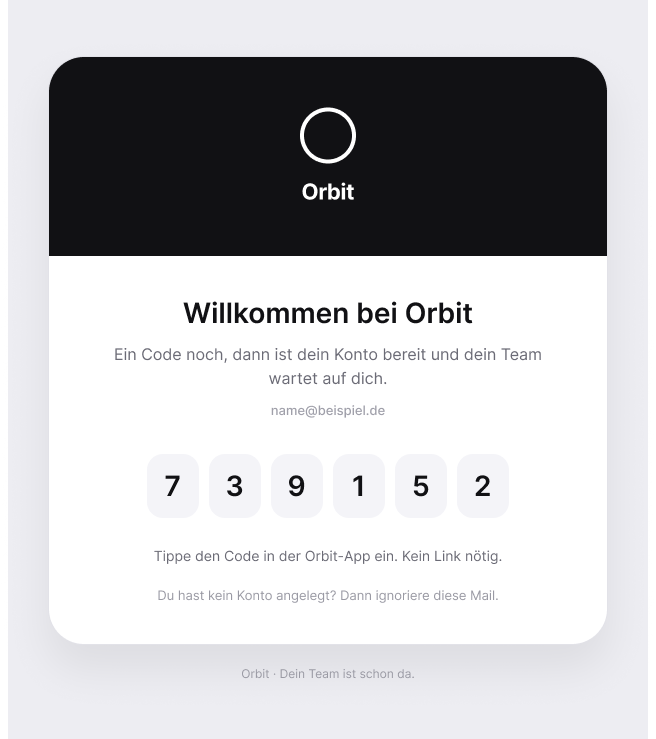 Orbit
Willkommen bei Orbit
Ein Code noch, dann ist dein Konto bereit und dein Team
wartet auf dich.
name@beispiel.de
7 3 9 1 5 2
Tippe den Code in der Orbit-App ein. Kein Link nötig.
Du hast kein Konto angelegt? Dann ignoriere diese Mail.
Orbit · Dein Team ist schon da.